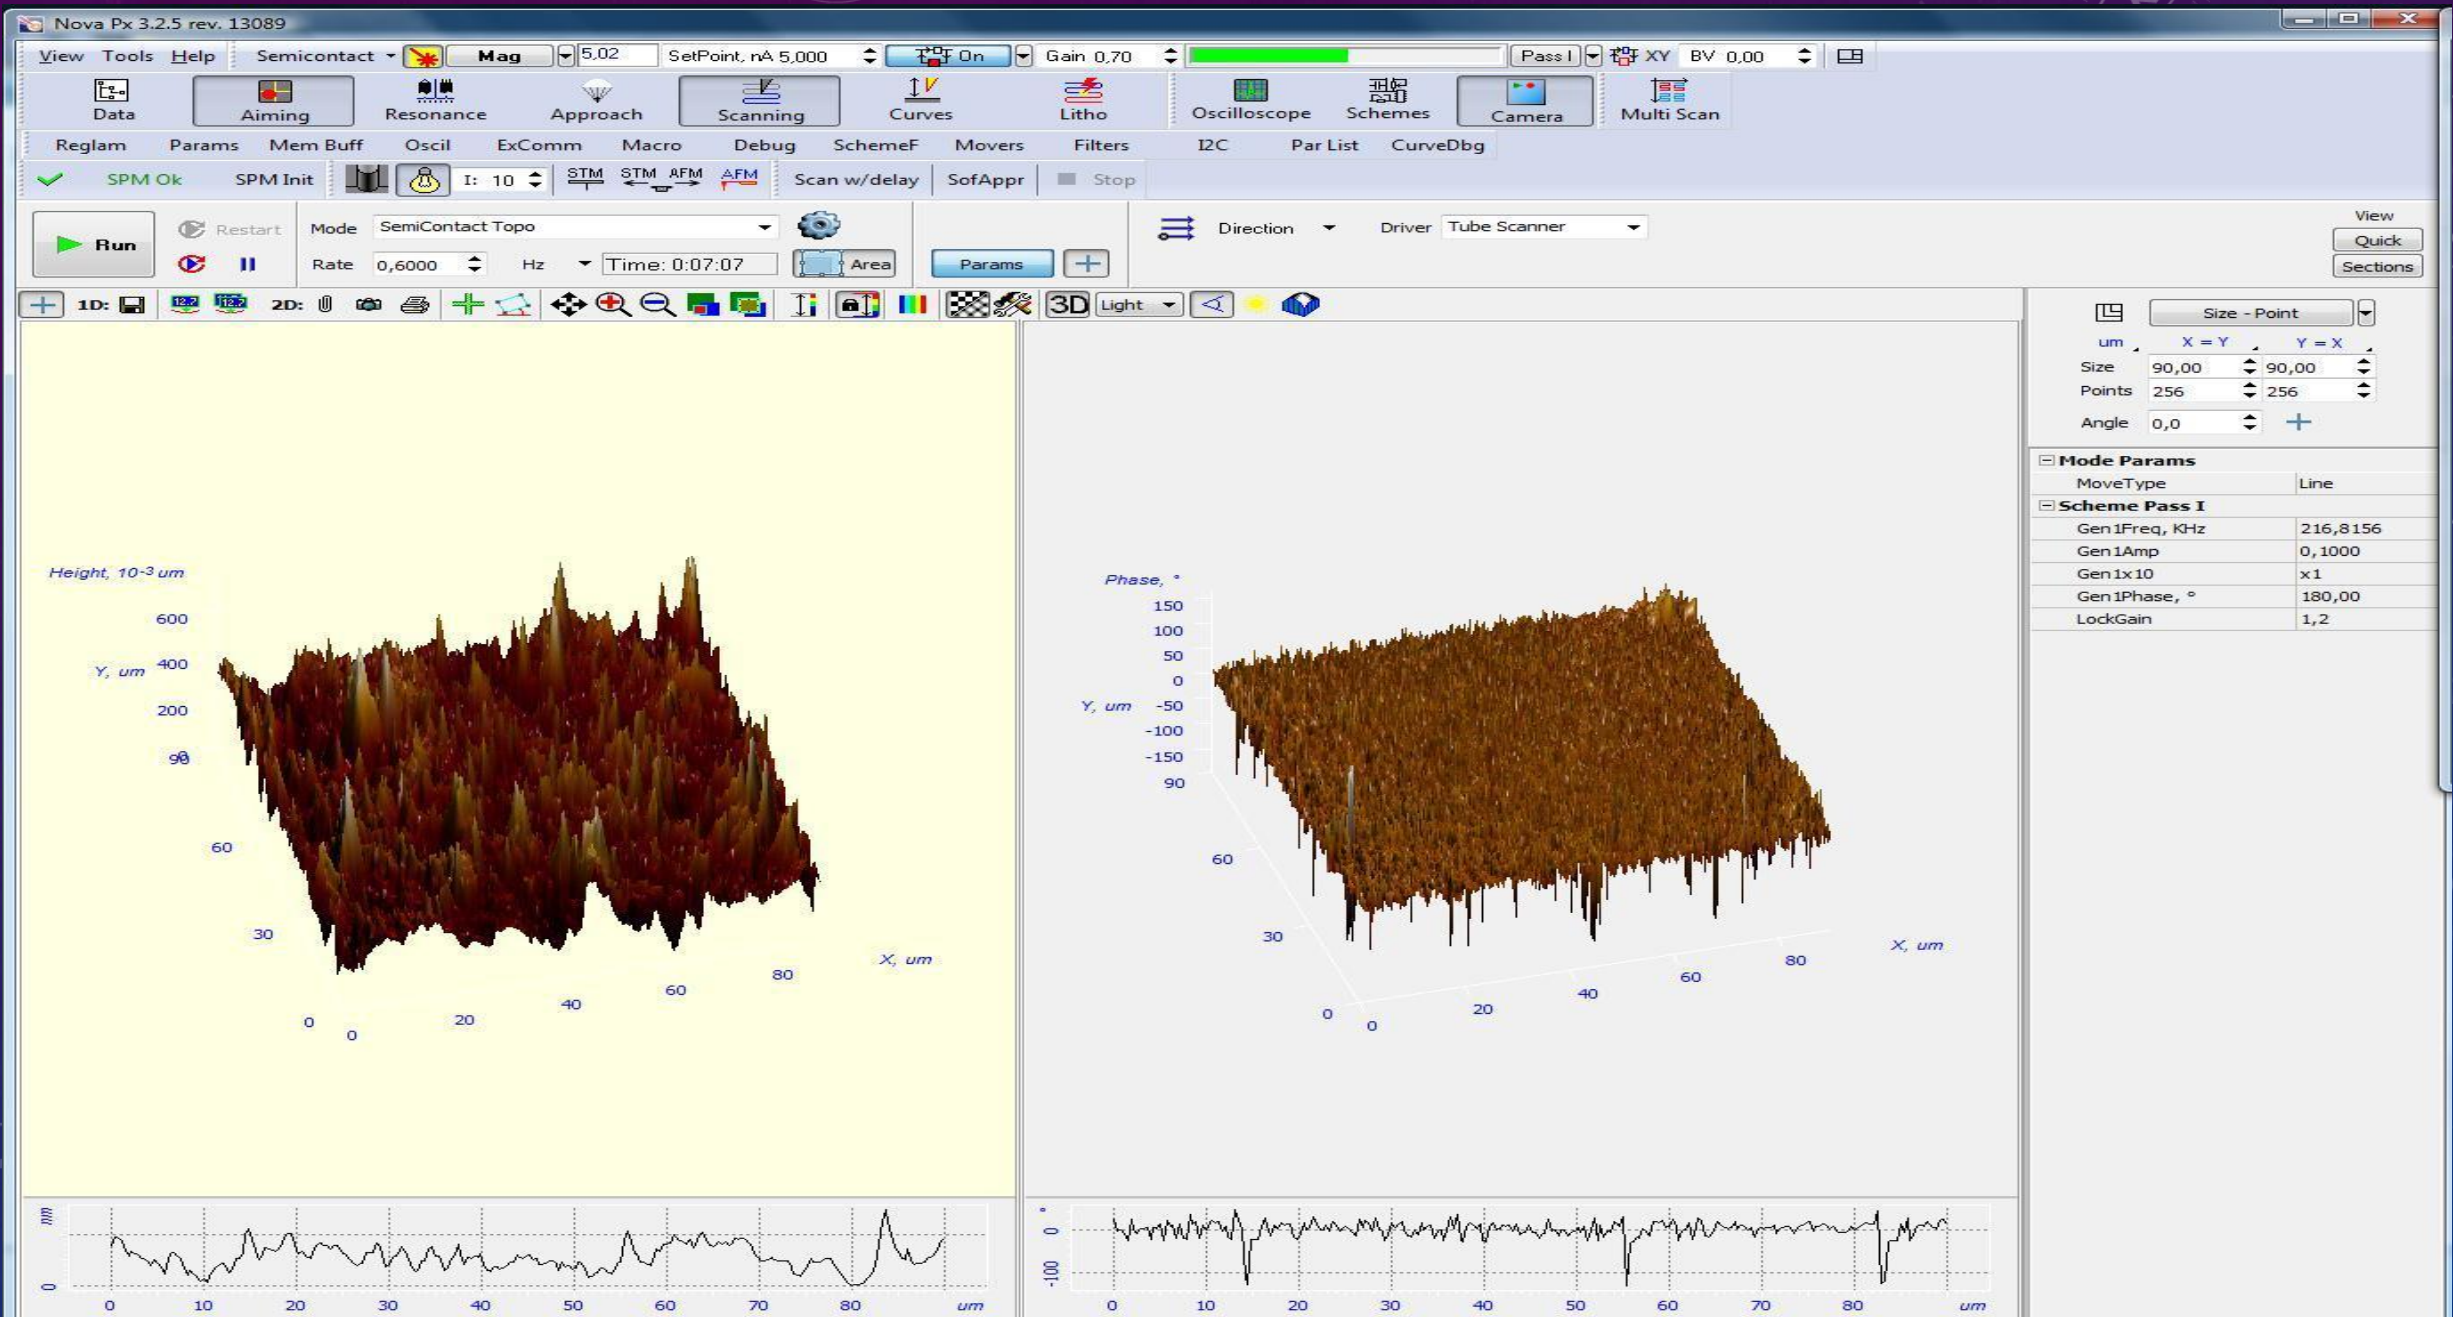 Nova Px 3.2.5 rev. 13089
View Tools Help Semicontact Mag 5,02 SetPoint, nA 5,000 On Gain 0,70 Pass I XY BV 0,00
Data Aiming Resonance Approach Scanning Curves Litho Oscilloscope Schemes Camera Multi Scan
Reglam Params Mem Buff Oscil ExComm Macro Debug SchemeF Movers Filters I2C Par List CurveDbg
SPM Ok SPM Init I: 10 STM STM AFM AFM Scan w/delay SofAppr Stop
Run Restart Mode SemiContact Topo Direction Driver Tube Scanner View
Quick
Rate 0,6000 Hz Time: 0:07:07 Area Params Sections
1D: 2D: 3D Light
Size - Point
um X = Y Y = X
Size 90,00 90,00
Points 256 256
Angle 0,0
Mode Params
MoveType Line
Scheme Pass I
Gen1Freq, KHz 216,8156
Gen1Amp 0,1000
Gen1x10 x1
Gen1Phase, ° 180,00
LockGain 1,2
Height, 10-3 um
600
Y, um 400
200
90
60
30
0 0 20 40 60 80 X, um
Phase, °
150
100
50
0
Y, um -50
-100
-150
90
60
30
0 0 20 40 60 80 X, um
0
0 10 20 30 40 50 60 70 80 um
°
0
-100
0 10 20 30 40 50 60 70 80 um